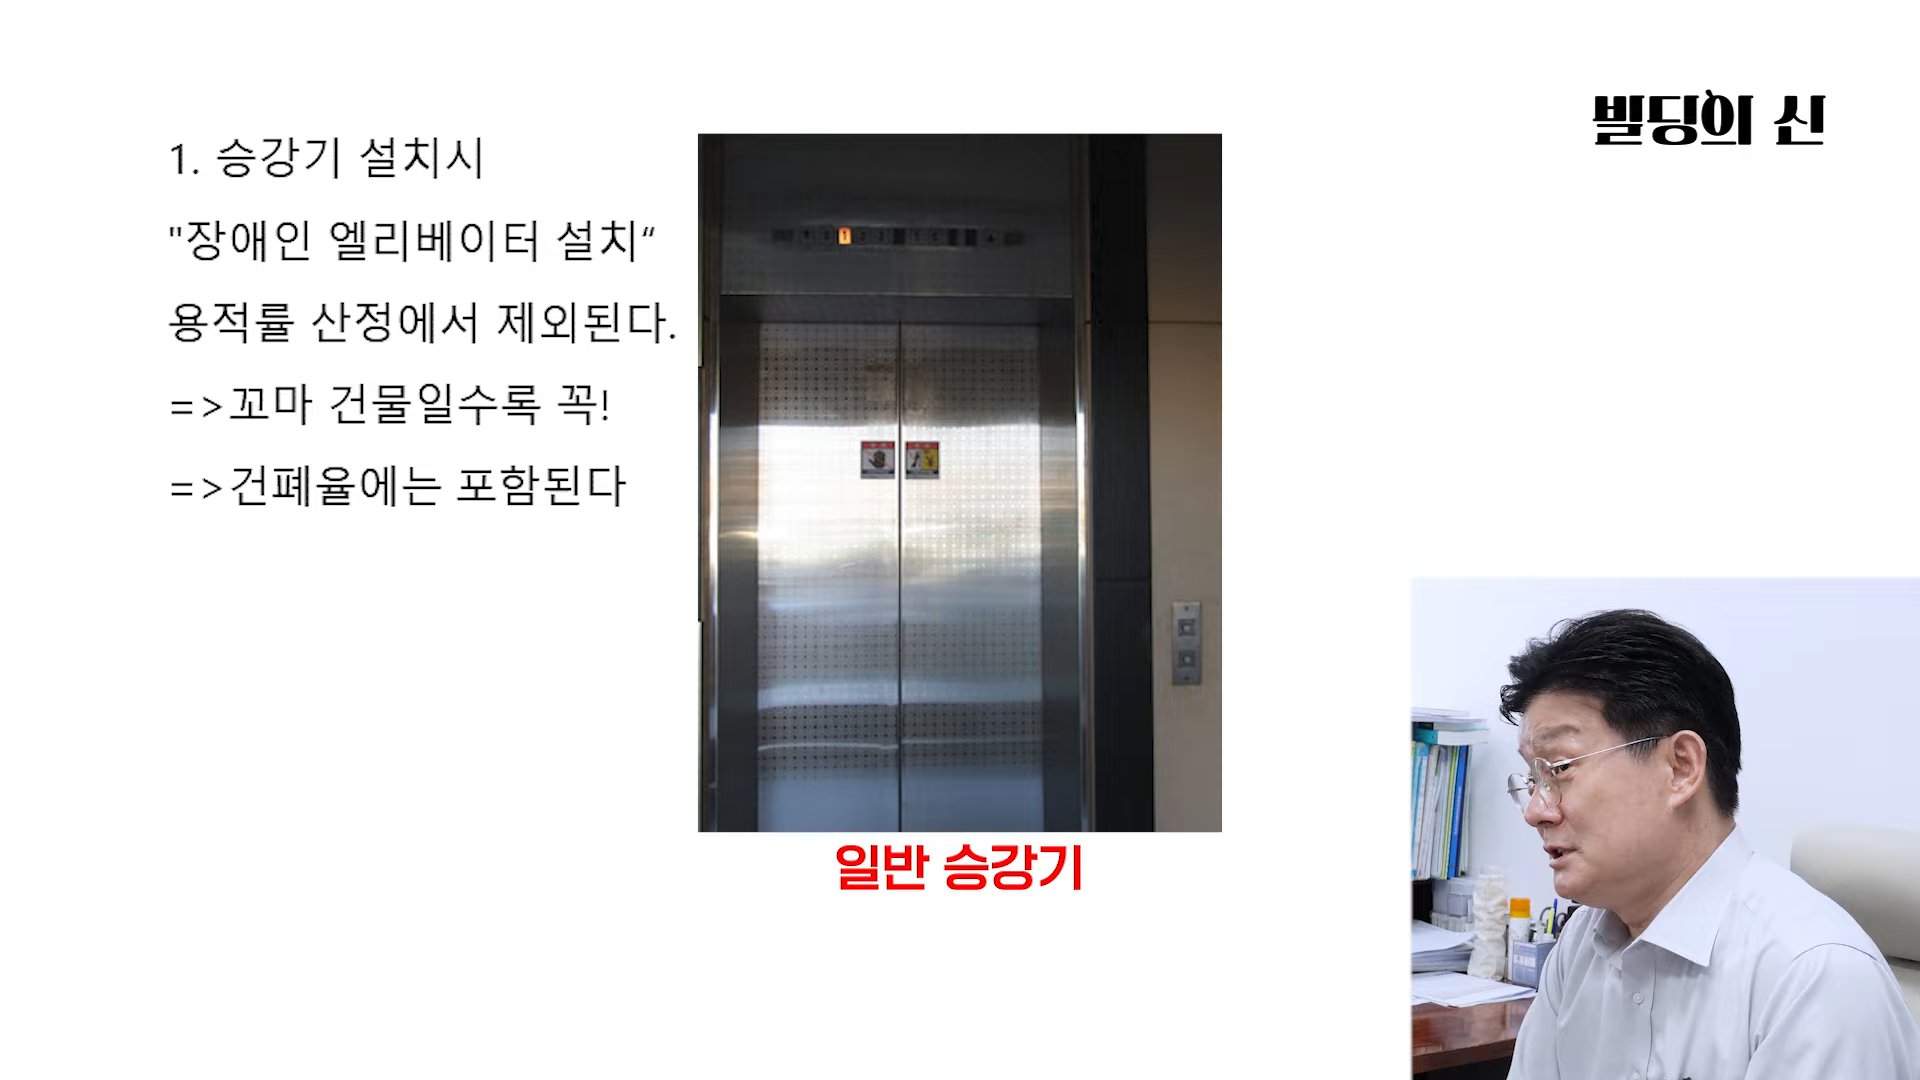 빌딩의 신
1. 승강기 설치시
"장애인 엘리베이터 설치“
용적률 산정에서 제외된다.
=>꼬마 건물일수록 꼭!
=>건폐율에는 포함된다
1
일반 승강기